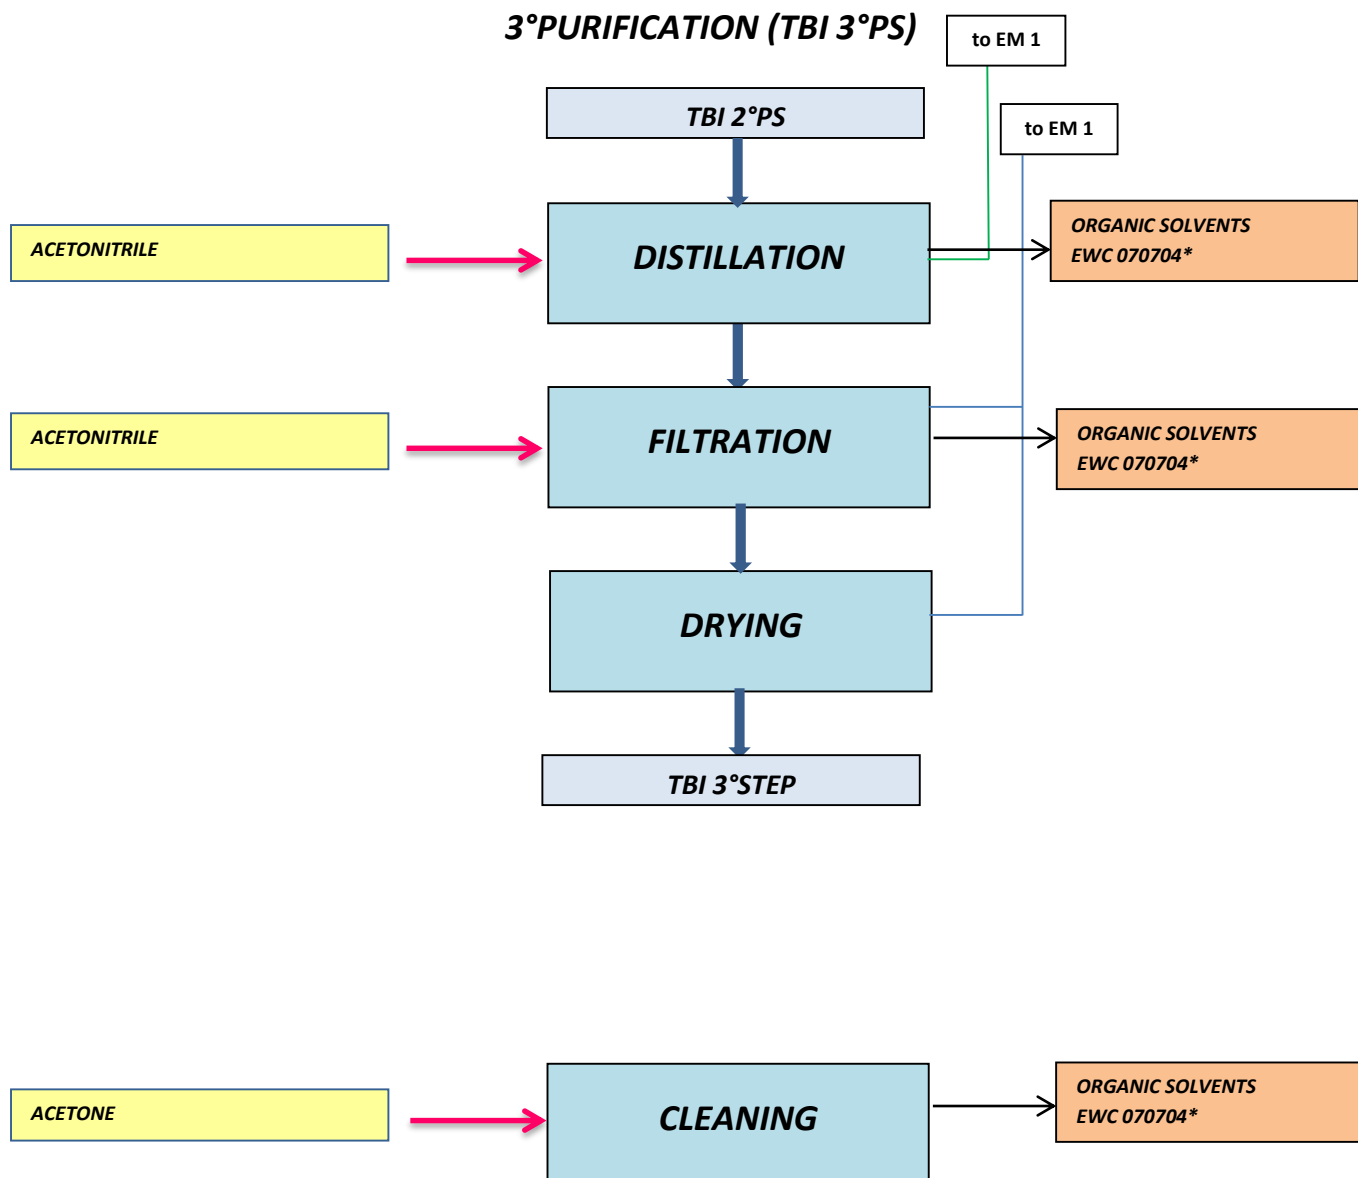 3°PURIFICATION (TBI 3°PS)
to EM 1
TBI 2°PS
to EM 1
ACETONITRILE
DISTILLATION
ORGANIC SOLVENTS
EWC 070704*
ACETONITRILE
FILTRATION
ORGANIC SOLVENTS
EWC 070704*
DRYING
TBI 3°STEP
ACETONE
CLEANING
ORGANIC SOLVENTS
EWC 070704*